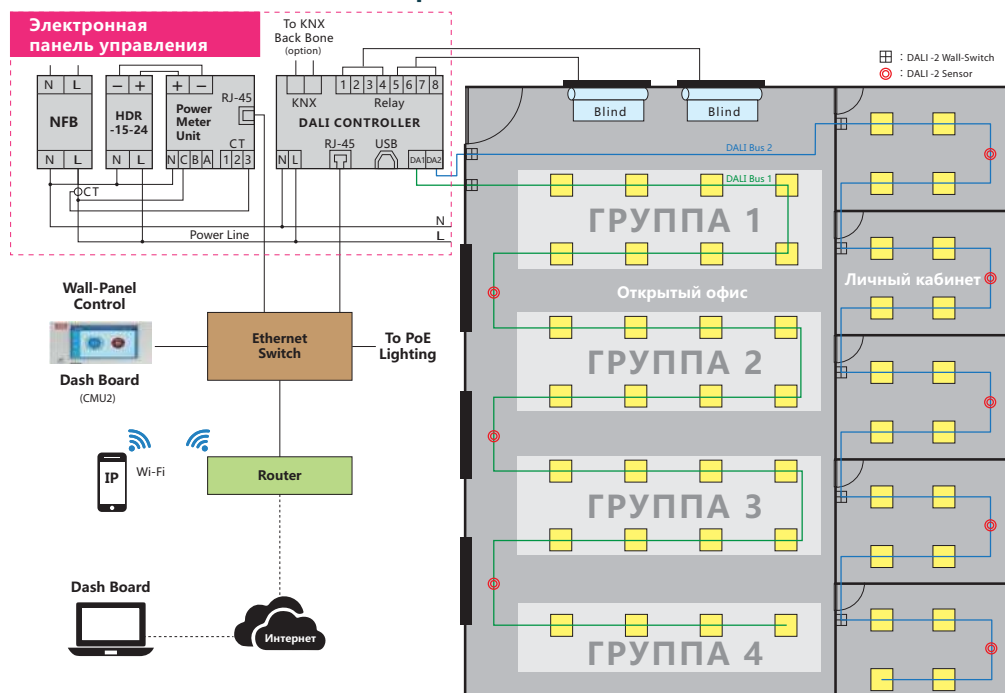 Электронная
панель управления
To KNX
Back Bone
(option)
N L
NFB
N L
− +
HDR
-15-24
N L
+ −
RJ-45
Power
Meter
Unit
CT
N C B A 1 2 3
1 2 3 4 5 6 7 8
KNX Relay
DALI CONTROLLER
RJ-45 USB
N L
DA1 DA2
CT
N
Power Line
L
: DALI -2 Wall-Switch
: DALI -2 Sensor
Blind
Blind
DALI Bus 2
DALI Bus 1
ГРУППА 1
Открытый офис
Личный кабинет
ГРУППА 2
ГРУППА 3
ГРУППА 4
Wall-Panel
Control
Dash Board
(CMU2)
Ethernet
Switch
To PoE
Lighting
IP
Wi-Fi
Router
Dash Board
Интернет